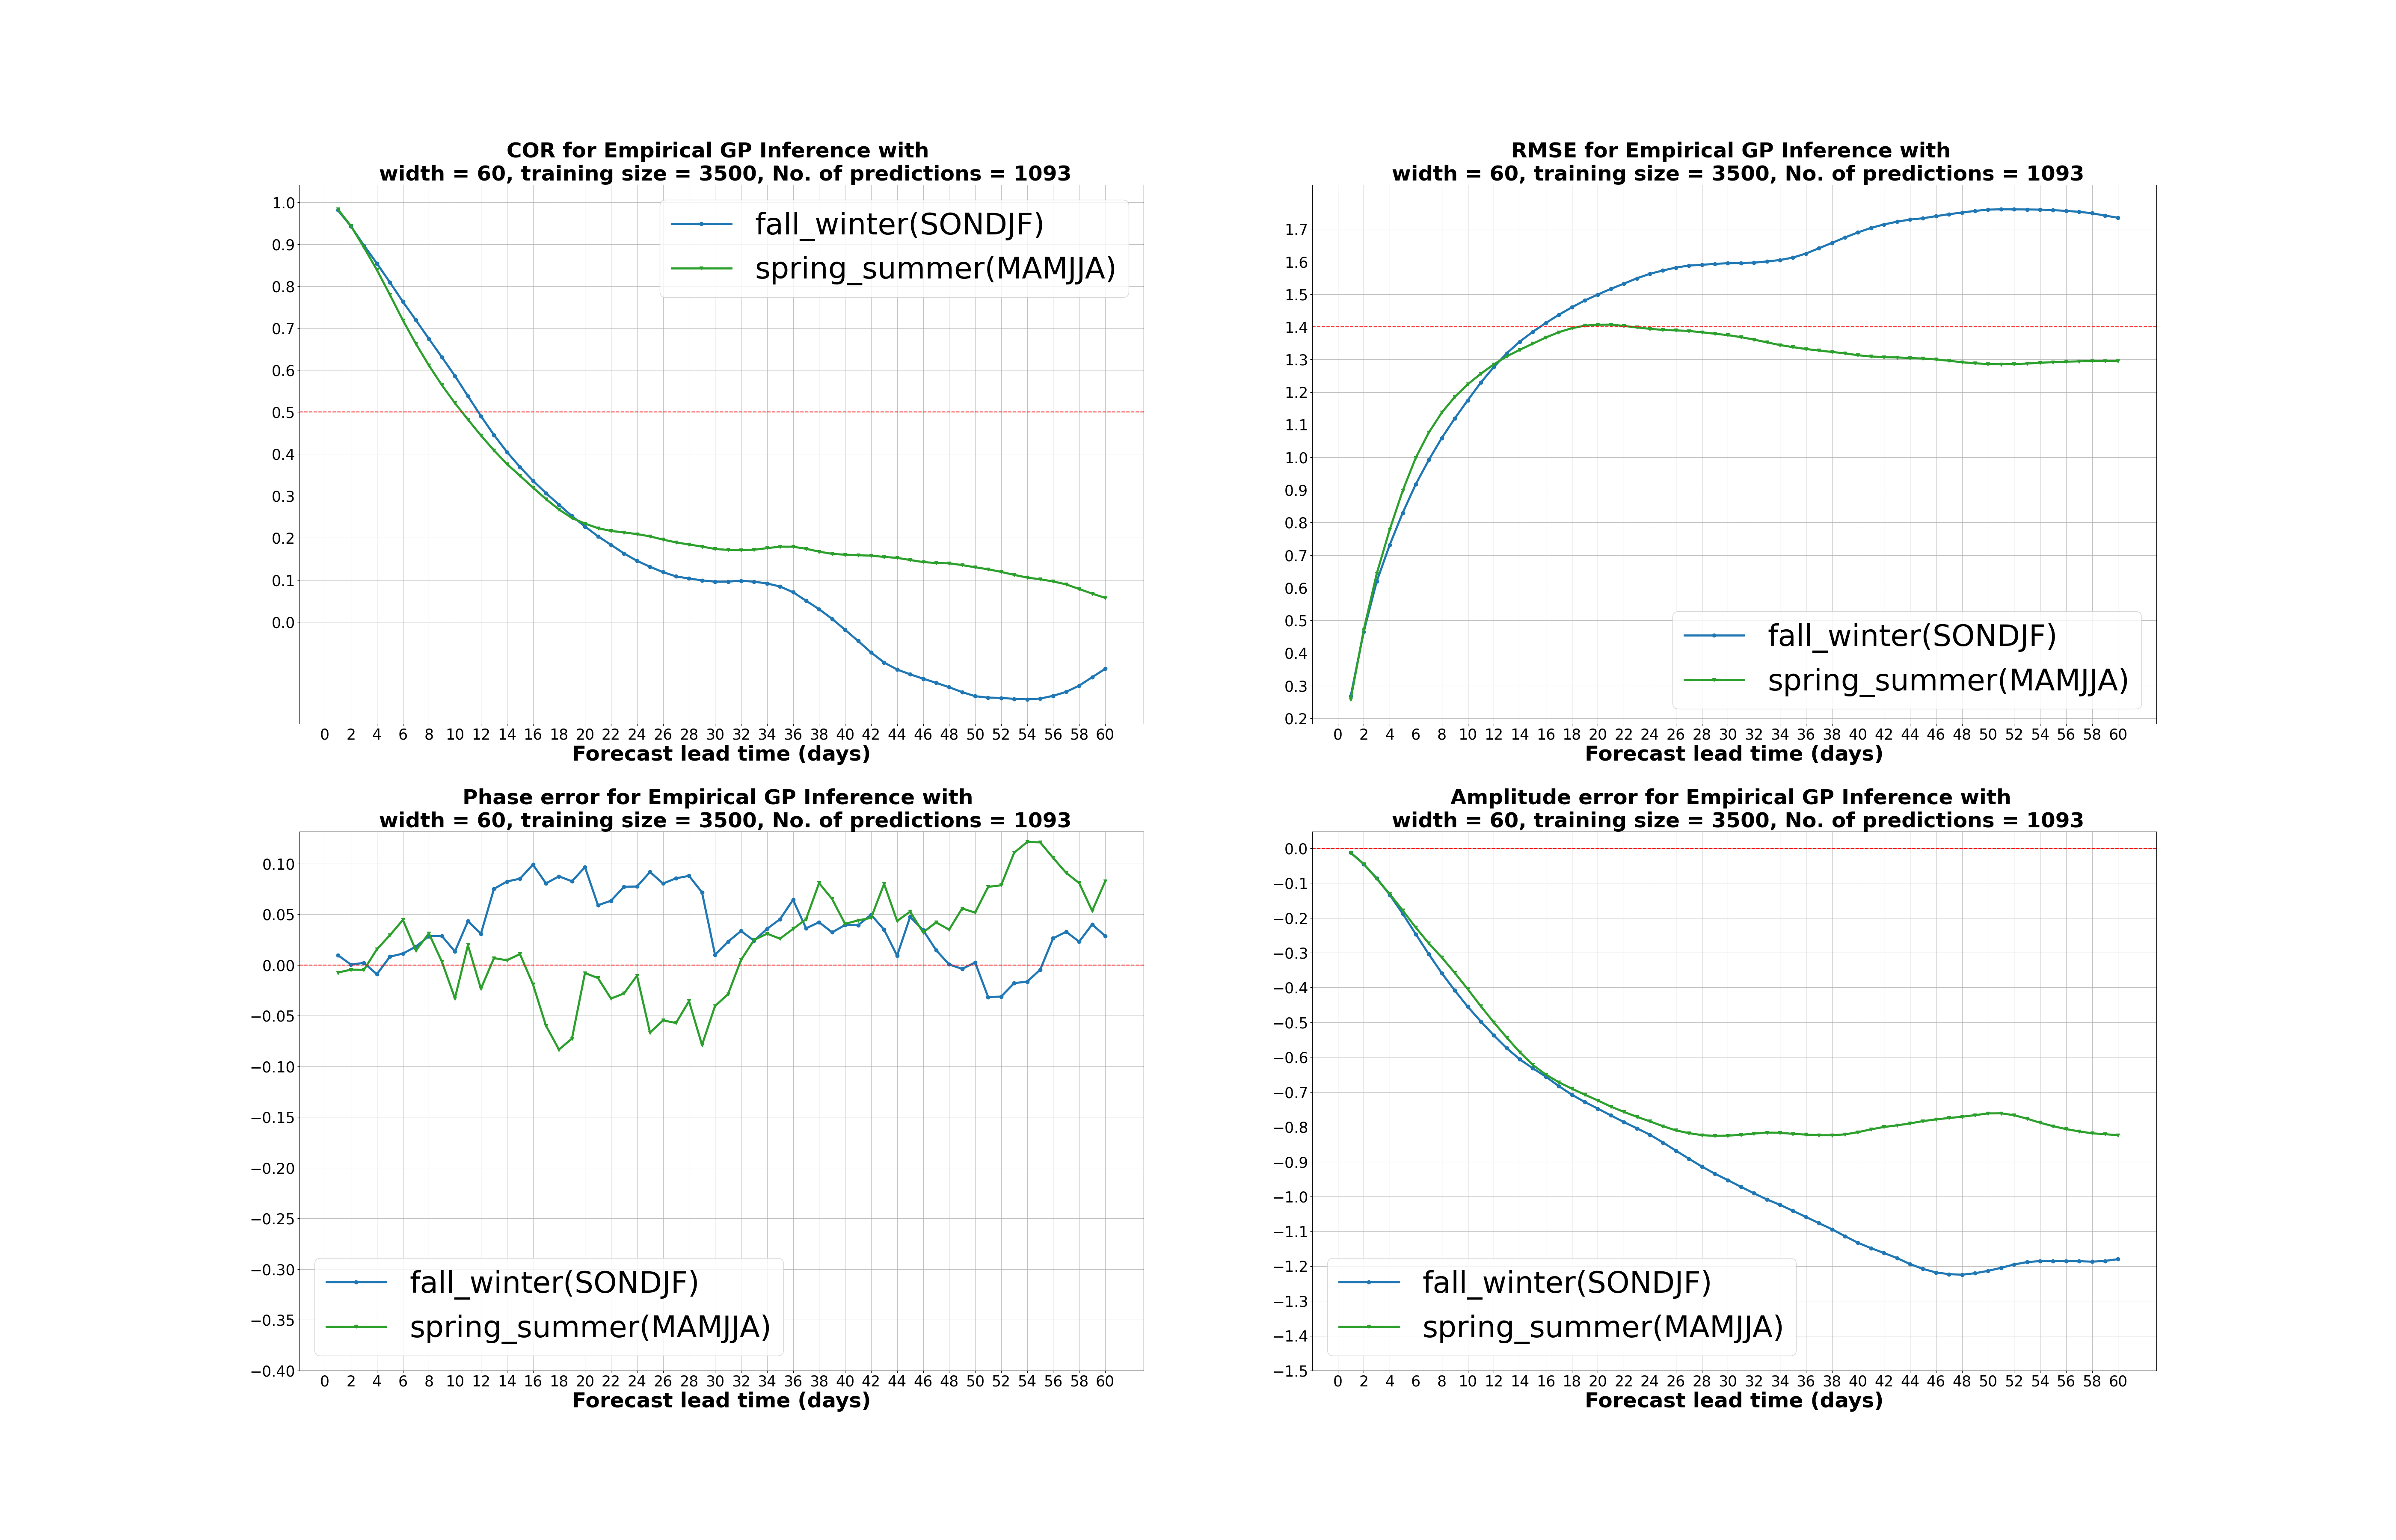 COR for Empirical GP Inference with
width = 60, training size = 3500, No. of predictions = 1093
1.0
0.9
0.8
0.7
0.6
0.5
0.4
0.3
0.2
0.1
0.0
fall_winter(SONDJF)
spring_summer(MAMJJA)
0 2 4 6 8 10 12 14 16 18 20 22 24 26 28 30 32 34 36 38 40 42 44 46 48 50 52 54 56 58 60
Forecast lead time (days)
RMSE for Empirical GP Inference with
width = 60, training size = 3500, No. of predictions = 1093
1.7
1.6
1.5
1.4
1.3
1.2
1.1
1.0
0.9
0.8
0.7
0.6
0.5
0.4
0.3
0.2
fall_winter(SONDJF)
spring_summer(MAMJJA)
0 2 4 6 8 10 12 14 16 18 20 22 24 26 28 30 32 34 36 38 40 42 44 46 48 50 52 54 56 58 60
Forecast lead time (days)
Phase error for Empirical GP Inference with
width = 60, training size = 3500, No. of predictions = 1093
0.10
0.05
0.00
−0.05
−0.10
−0.15
−0.20
−0.25
−0.30
−0.35
−0.40
fall_winter(SONDJF)
spring_summer(MAMJJA)
0 2 4 6 8 10 12 14 16 18 20 22 24 26 28 30 32 34 36 38 40 42 44 46 48 50 52 54 56 58 60
Forecast lead time (days)
Amplitude error for Empirical GP Inference with
width = 60, training size = 3500, No. of predictions = 1093
0.0
−0.1
−0.2
−0.3
−0.4
−0.5
−0.6
−0.7
−0.8
−0.9
−1.0
−1.1
−1.2
−1.3
−1.4
−1.5
fall_winter(SONDJF)
spring_summer(MAMJJA)
0 2 4 6 8 10 12 14 16 18 20 22 24 26 28 30 32 34 36 38 40 42 44 46 48 50 52 54 56 58 60
Forecast lead time (days)